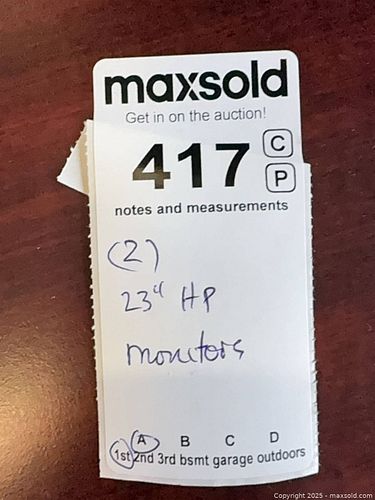 maxsold
Get in on the auction!
417 C
P
notes and measurements
(2)
23" HP
monitors
A B C D
1st 2nd 3rd bsmt garage outdoors
Copyright 2025 - maxsold.com